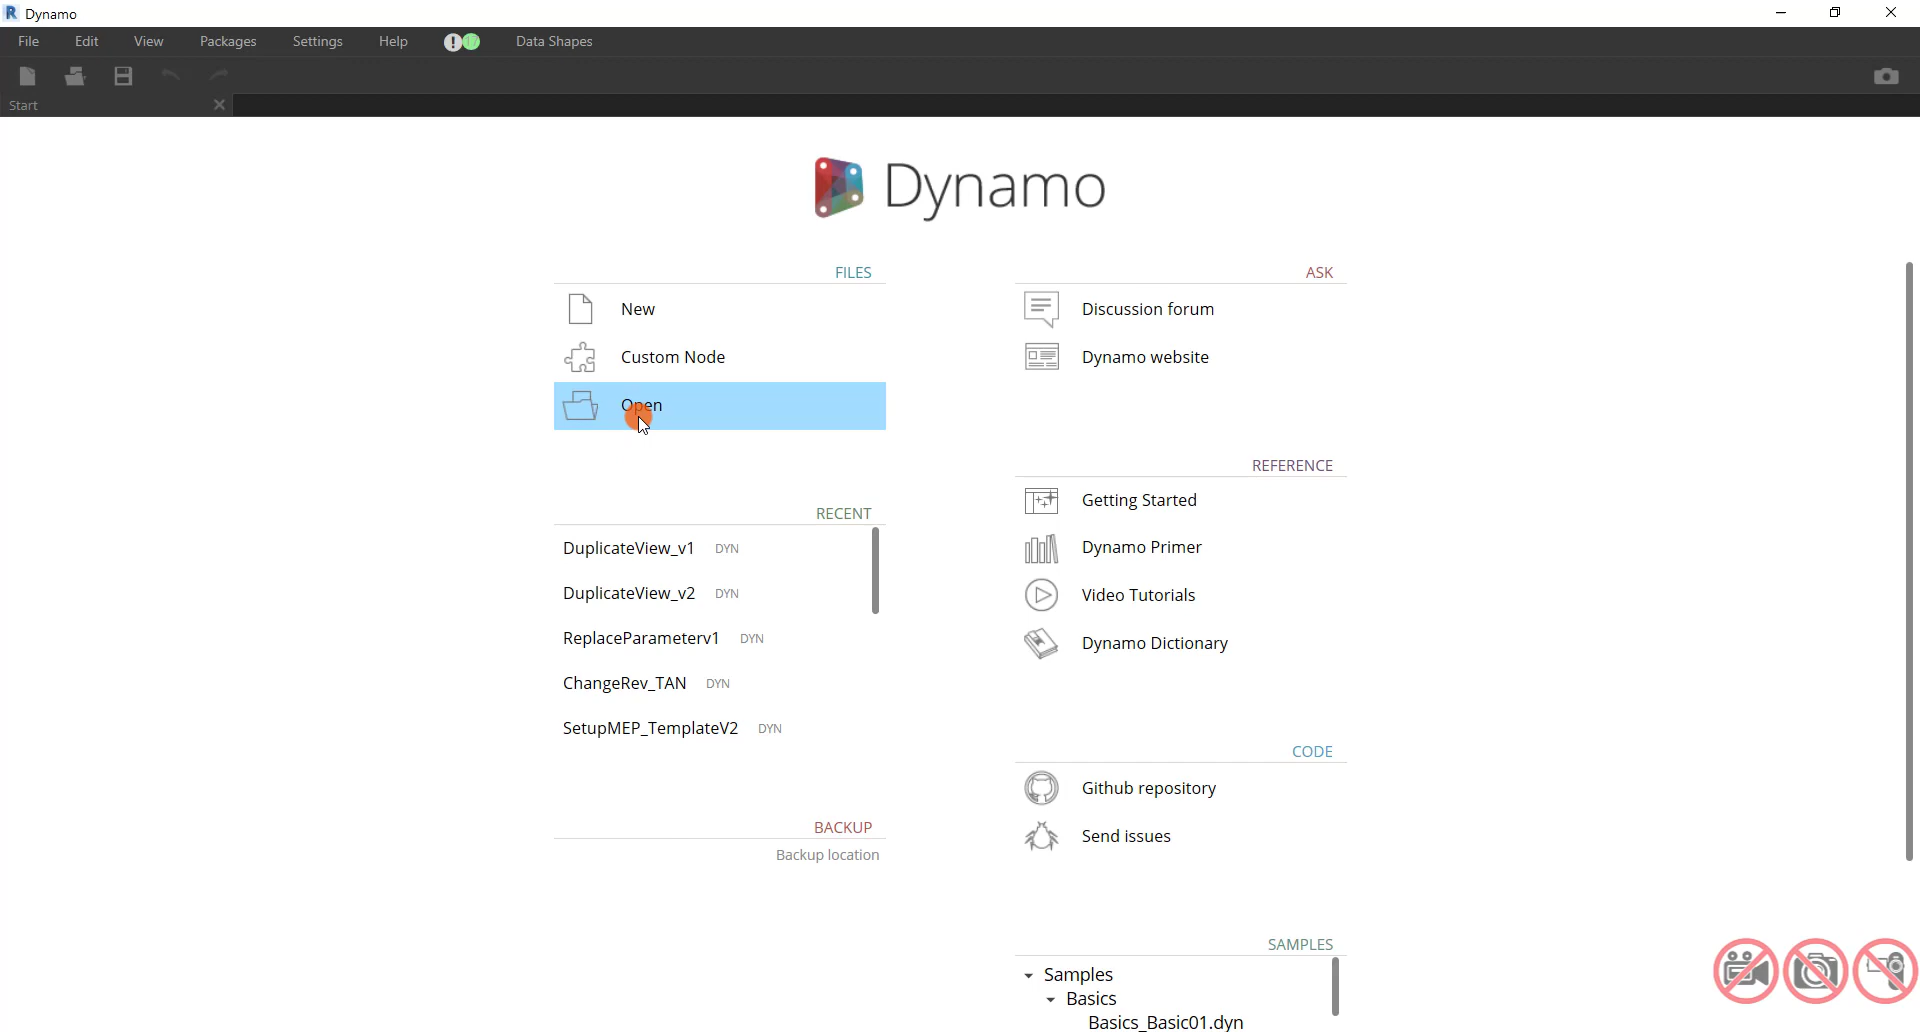 Dynamo
File Edit View Packages Settings Help Data Shapes
Start
Dynamo
FILES
New
Custom Node
Open
RECENT
DuplicateView_v1 DYN
DuplicateView_v2 DYN
ReplaceParameterv1 DYN
ChangeRev_TAN DYN
SetupMEP_TemplateV2 DYN
BACKUP
Backup location
ASK
Discussion forum
Dynamo website
REFERENCE
Getting Started
Dynamo Primer
Video Tutorials
Dynamo Dictionary
CODE
Github repository
Send issues
SAMPLES
Samples
Basics
Basics_Basic01.dyn